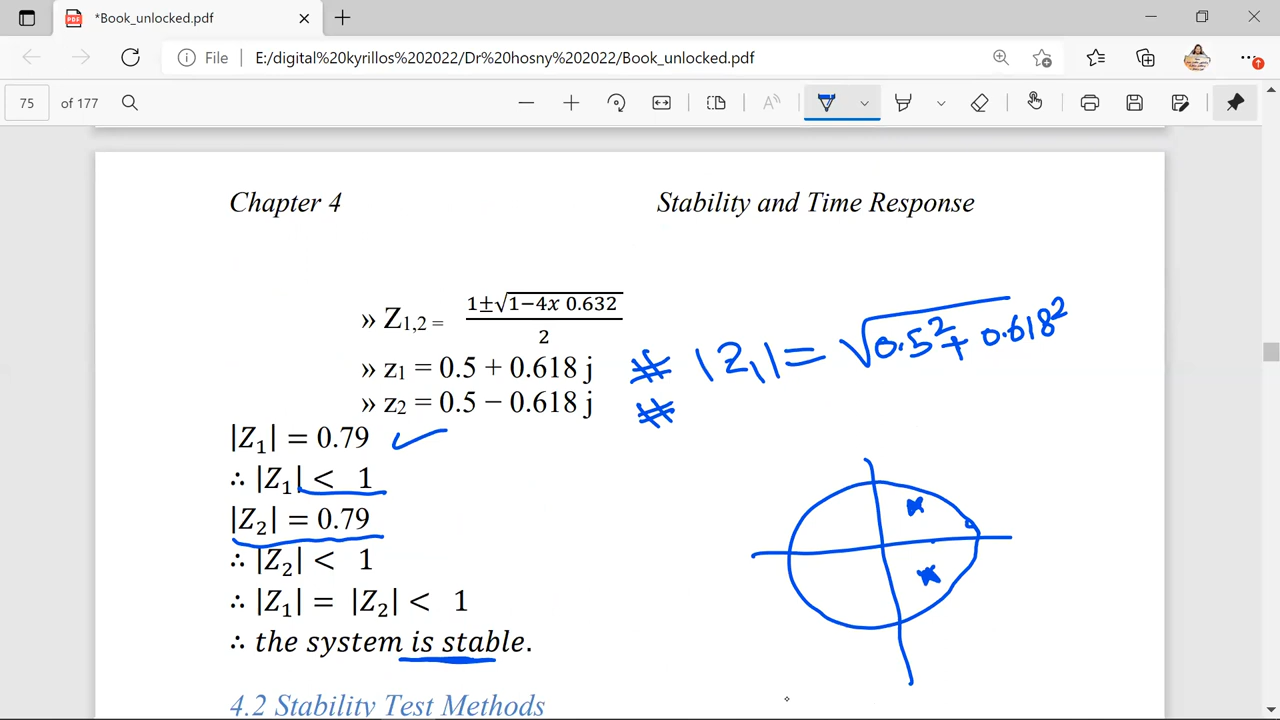 *Book_unlocked.pdf
File E:/digital%20kyrillos%202022/Dr%20hosny%202022/Book_unlocked.pdf
75 of 177
Chapter 4 Stability and Time Response
» Z1,2 = (1±√(1−4x 0.632))/2
» z1 = 0.5 + 0.618 j # |Z1| = √(0.5² + 0.618²)
» z2 = 0.5 − 0.618 j #
|Z1| = 0.79 ✓
∴ |Z1| < 1
|Z2| = 0.79
∴ |Z2| < 1
∴ |Z1| = |Z2| < 1
∴ the system is stable.
4.2 Stability Test Methods